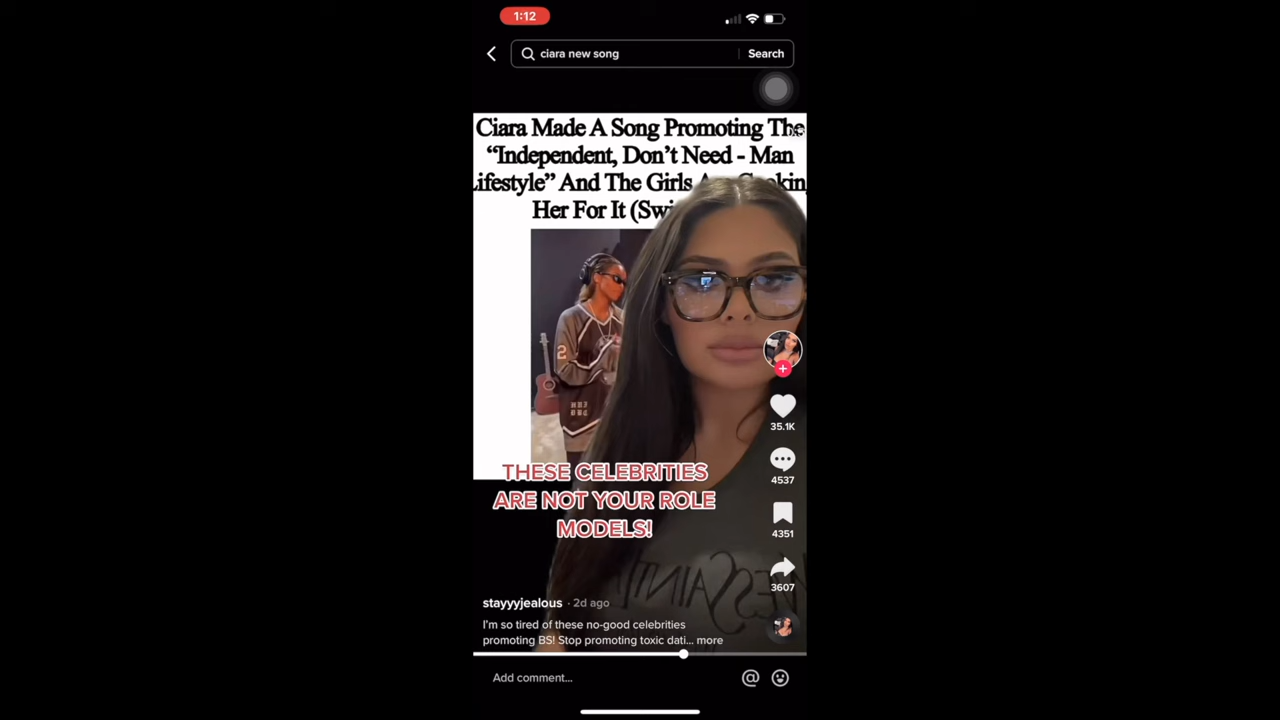 1:12
ciara new song
Search
Ciara Made A Song Promoting The
“Independent, Don’t Need - Man
ifestyle” And The Girls
Her For It (Swi
2
THESE CELEBRITIES
ARE NOT YOUR ROLE
MODELS!
35.1K
4537
4351
3607
stayyyjealous · 2d ago
I'm so tired of these no-good celebrities
promoting BS! Stop promoting toxic dati... more
Add comment...
@